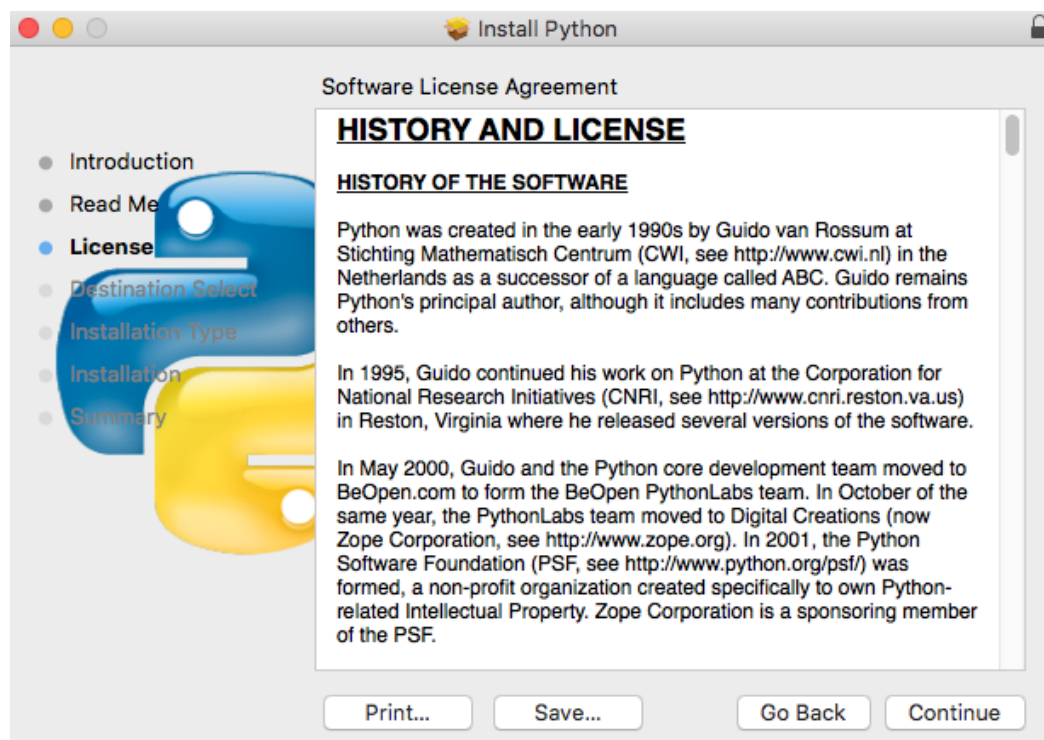 Install Python
Software License Agreement
Introduction
Read Me
License
Destination Select
Installation Type
Installation
Summary
HISTORY AND LICENSE
HISTORY OF THE SOFTWARE
Python was created in the early 1990s by Guido van Rossum at
Stichting Mathematisch Centrum (CWI, see http://www.cwi.nl) in the
Netherlands as a successor of a language called ABC. Guido remains
Python's principal author, although it includes many contributions from
others.
In 1995, Guido continued his work on Python at the Corporation for
National Research Initiatives (CNRI, see http://www.cnri.reston.va.us)
in Reston, Virginia where he released several versions of the software.
In May 2000, Guido and the Python core development team moved to
BeOpen.com to form the BeOpen PythonLabs team. In October of the
same year, the PythonLabs team moved to Digital Creations (now
Zope Corporation, see http://www.zope.org). In 2001, the Python
Software Foundation (PSF, see http://www.python.org/psf/) was
formed, a non-profit organization created specifically to own Python-
related Intellectual Property. Zope Corporation is a sponsoring member
of the PSF.
Print...
Save...
Go Back
Continue